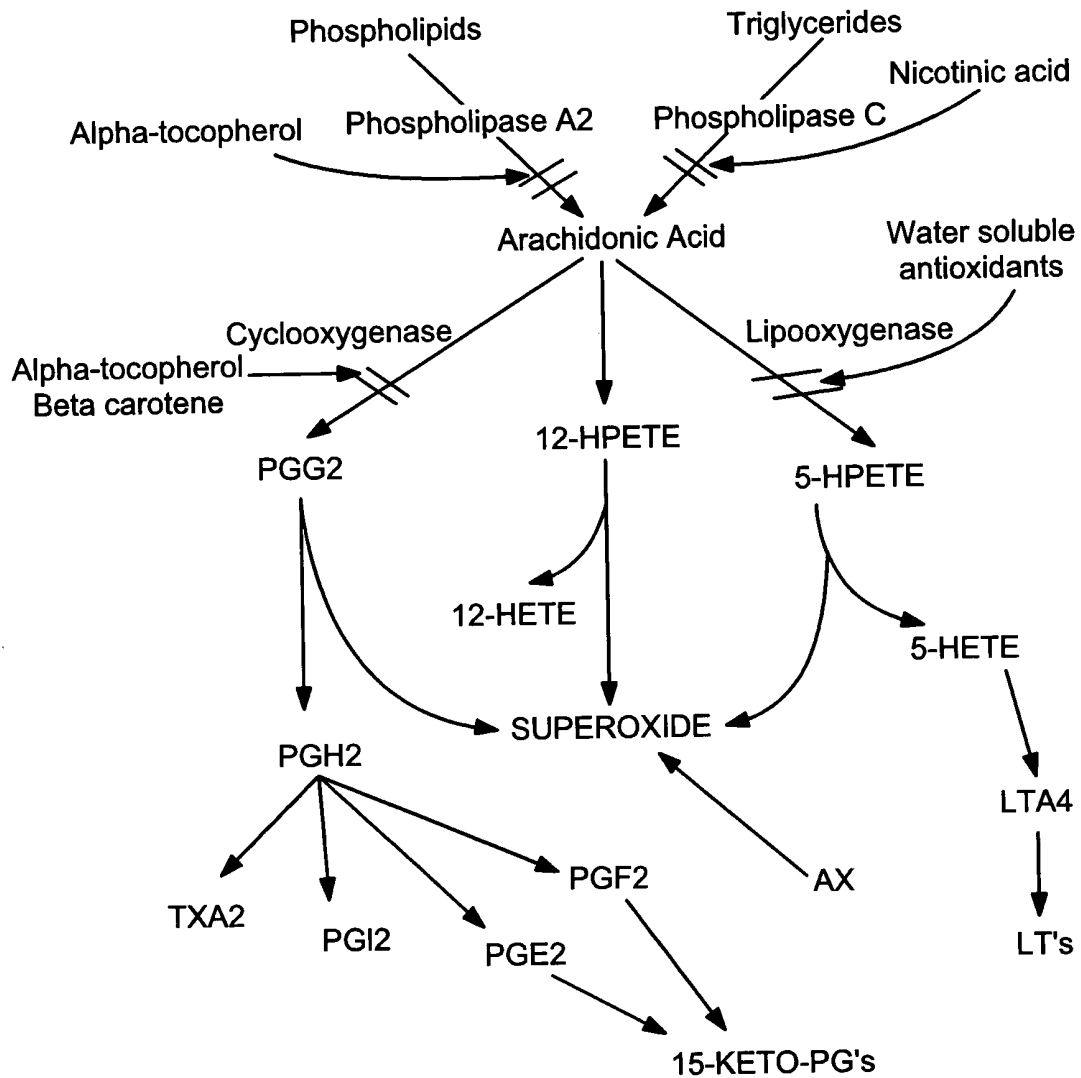 Phospholipids
Triglycerides
Nicotinic acid
Alpha-tocopherol
Phospholipase A2
Phospholipase C
Arachidonic Acid
Water soluble
antioxidants
Cyclooxygenase
Lipooxygenase
Alpha-tocopherol
Beta carotene
12-HPETE
PGG2
5-HPETE
12-HETE
5-HETE
SUPEROXIDE
PGH2
LTA4
PGF2
AX
TXA2
PGI2
PGE2
LT's
15-KETO-PG's